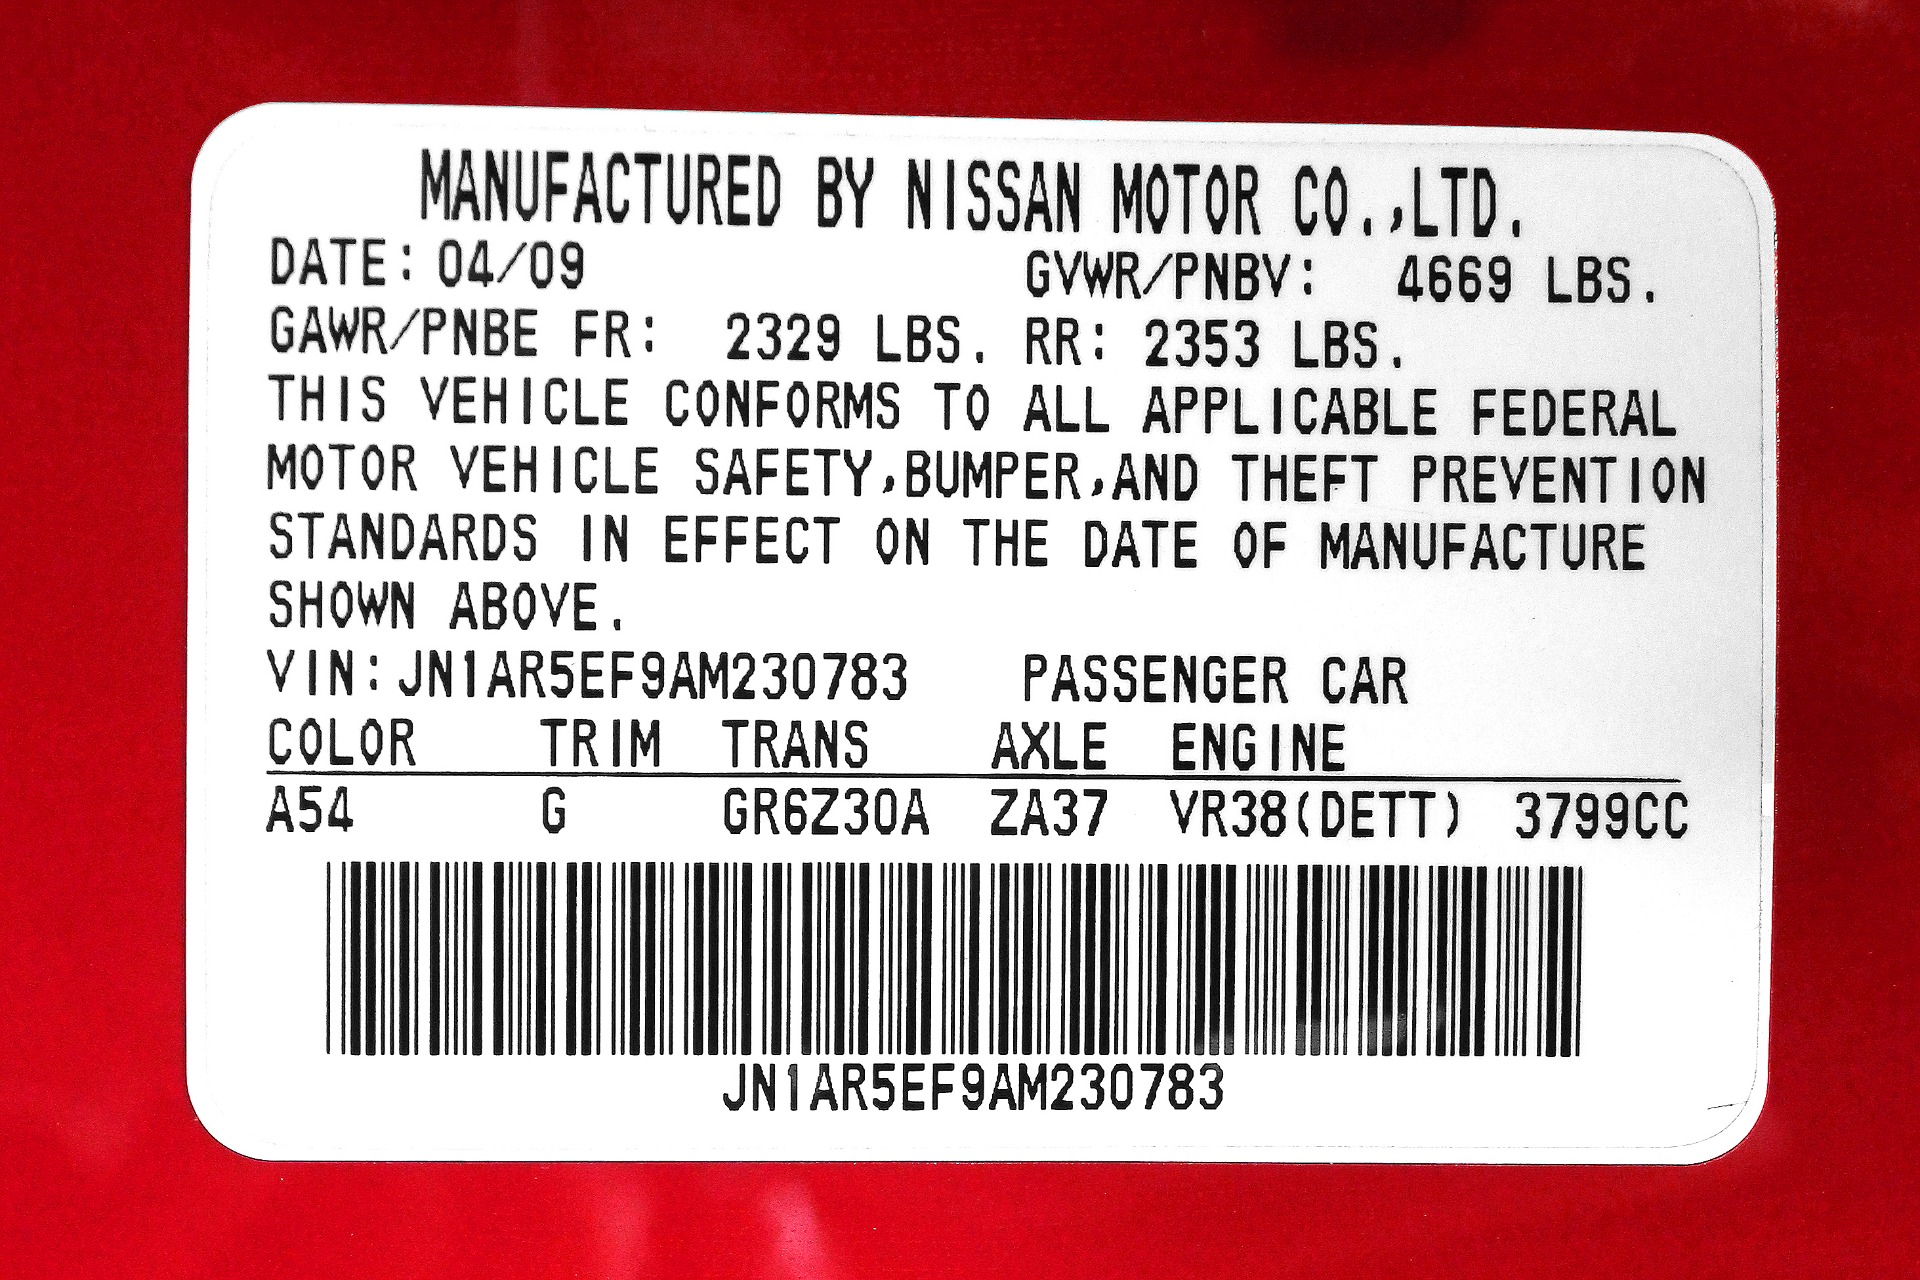 MANUFACTURED BY NISSAN MOTOR CO.,LTD.
DATE: 04/09 GVWR/PNBV: 4669 LBS.
GAWR/PNBE FR: 2329 LBS. RR: 2353 LBS.
THIS VEHICLE CONFORMS TO ALL APPLICABLE FEDERAL
MOTOR VEHICLE SAFETY,BUMPER,AND THEFT PREVENTION
STANDARDS IN EFFECT ON THE DATE OF MANUFACTURE
SHOWN ABOVE.
VIN:JN1AR5EF9AM230783 PASSENGER CAR
COLOR TRIM TRANS AXLE ENGINE
A54 G GR6Z30A ZA37 VR38(DETT) 3799CC
JN1AR5EF9AM230783